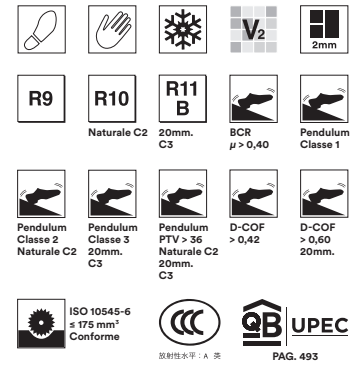 V2
2mm
R9
R10
R11
B
Naturale C2
20mm.
C3
BCR
µ > 0,40
Pendulum
Classe 1
Pendulum
Classe 2
Naturale C2
Pendulum
Classe 3
20mm.
C3
Pendulum
PTV > 36
Naturale C2
20mm.
C3
D-COF
> 0,42
D-COF
> 0,60
20mm.
ISO 10545-6
≤ 175 mm³
Conforme
CCC
放射性水平：A 类
QB UPEC
PAG. 493